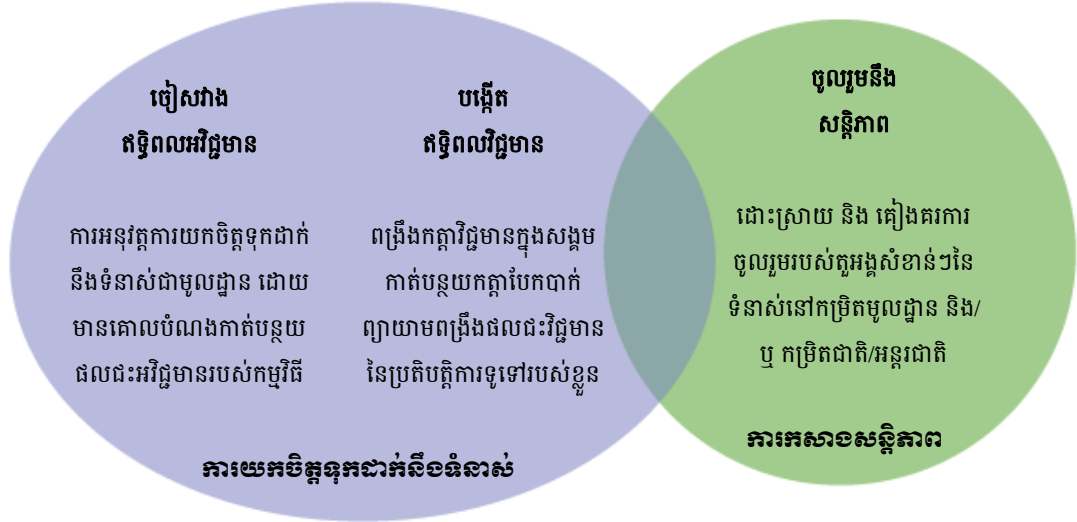 ចៀសវាង
ឥទ្ធិពលអវិជ្ជមាន
ការអនុវត្តការយកចិត្តទុកដាក់
នឹងទំនាស់ជាមូលដ្ឋាន ដោយ
មានគោលបំណងកាត់បន្ថយ
ផលជះអវិជ្ជមានរបស់កម្មវិធី
បង្កើត
ឥទ្ធិពលវិជ្ជមាន
ពង្រឹងកត្តាវិជ្ជមានក្នុងសង្គម
កាត់បន្ថយកត្តាបែកបាក់
ព្យាយាមពង្រឹងផលជះវិជ្ជមាន
នៃប្រតិបត្តិការទូទៅរបស់ខ្លួន
ការយកចិត្តទុកដាក់នឹងទំនាស់
ចូលរួមនឹង
សន្តិភាព
ដោះស្រាយ និង គៀងគរការ
ចូលរួមរបស់តួអង្គសំខាន់ៗនៃ
ទំនាស់នៅកម្រិតមូលដ្ឋាន និង/
ឬ កម្រិតជាតិ/អន្តរជាតិ
ការកសាងសន្តិភាព